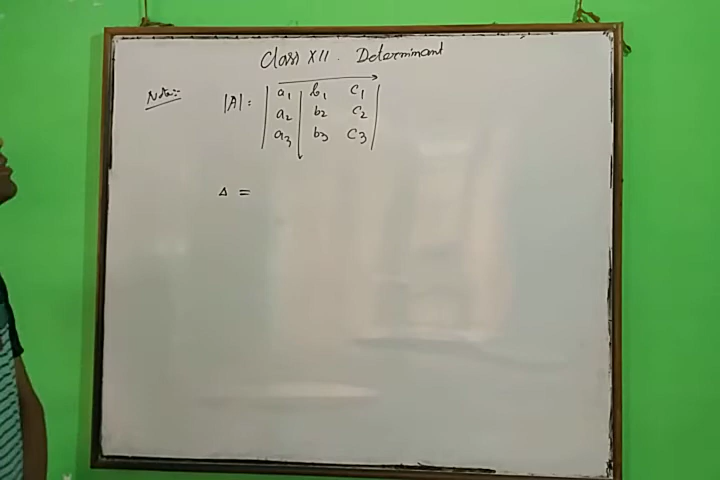 Class XII. Determinant
Note:-
|A| = | a₁ b₁ c₁ |
| a₂ b₂ c₂ |
| a₃ b₃ c₃ |
Δ =